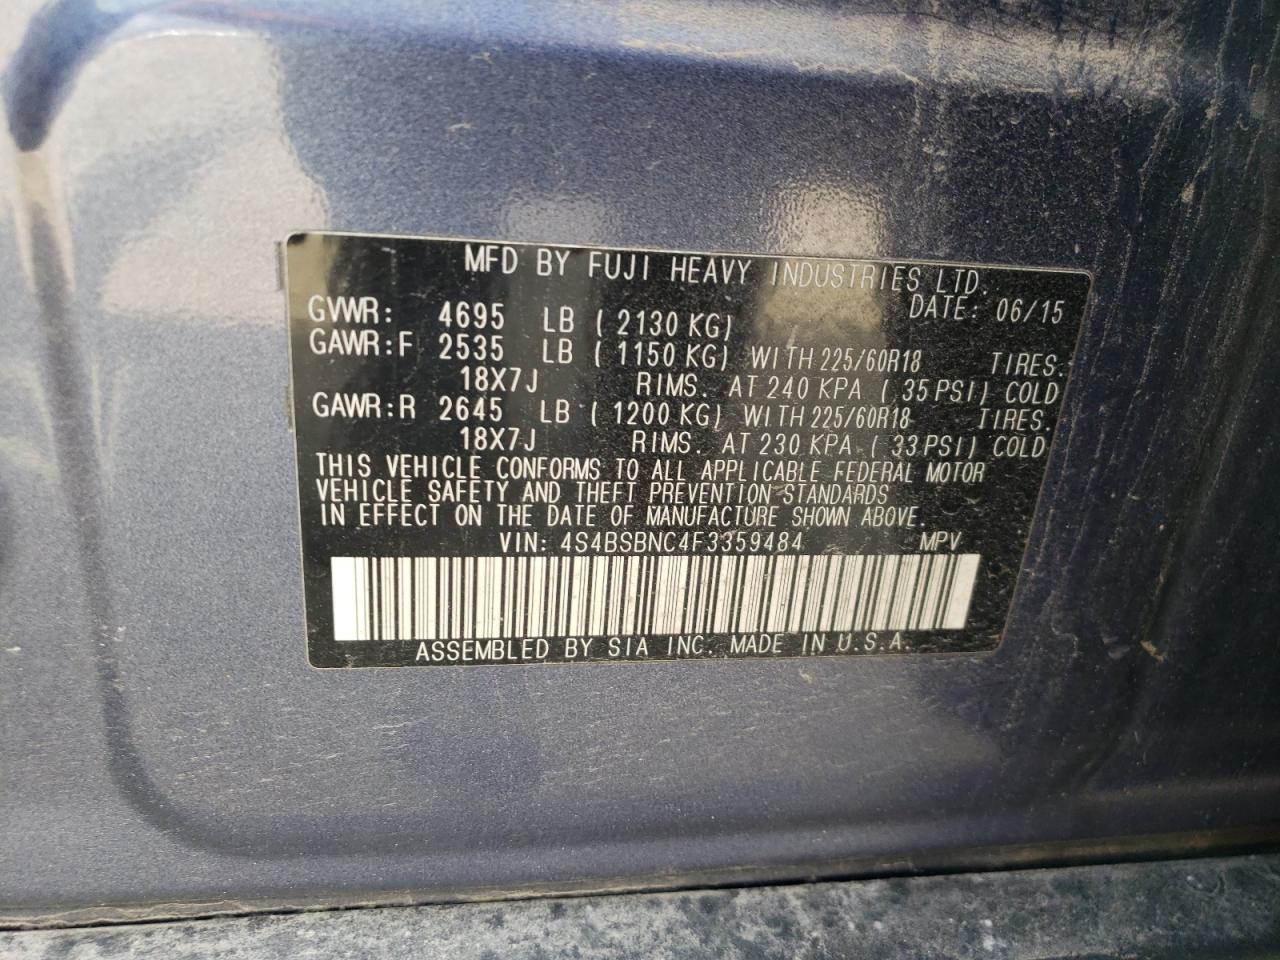 MFD BY FUJI HEAVY INDUSTRIES LTD.
DATE: 06/15
GVWR: 4695 LB ( 2130 KG)
GAWR:F 2535 LB ( 1150 KG) WITH 225/60R18 TIRES.
18X7J RIMS. AT 240 KPA ( 35 PSI) COLD
GAWR:R 2645 LB ( 1200 KG) WITH 225/60R18 TIRES.
18X7J RIMS. AT 230 KPA ( 33 PSI) COLD
THIS VEHICLE CONFORMS TO ALL APPLICABLE FEDERAL MOTOR
VEHICLE SAFETY AND THEFT PREVENTION STANDARDS
IN EFFECT ON THE DATE OF MANUFACTURE SHOWN ABOVE.
VIN: 4S4BSBNC4F3359484 MPV
ASSEMBLED BY SIA INC. MADE IN U.S.A.